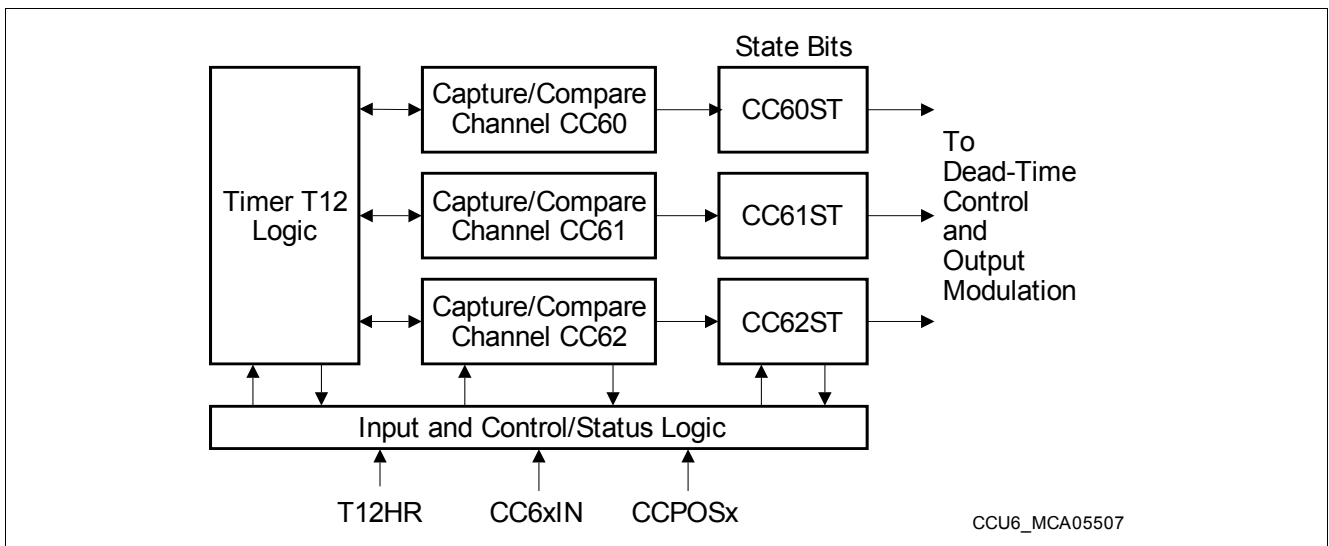 State Bits
Timer T12
Logic
Capture/Compare
Channel CC60
CC60ST
Capture/Compare
Channel CC61
CC61ST
Capture/Compare
Channel CC62
CC62ST
To
Dead-Time
Control
and
Output
Modulation
Input and Control/Status Logic
T12HR
CC6xIN
CCPOSx
CCU6_MCA05507